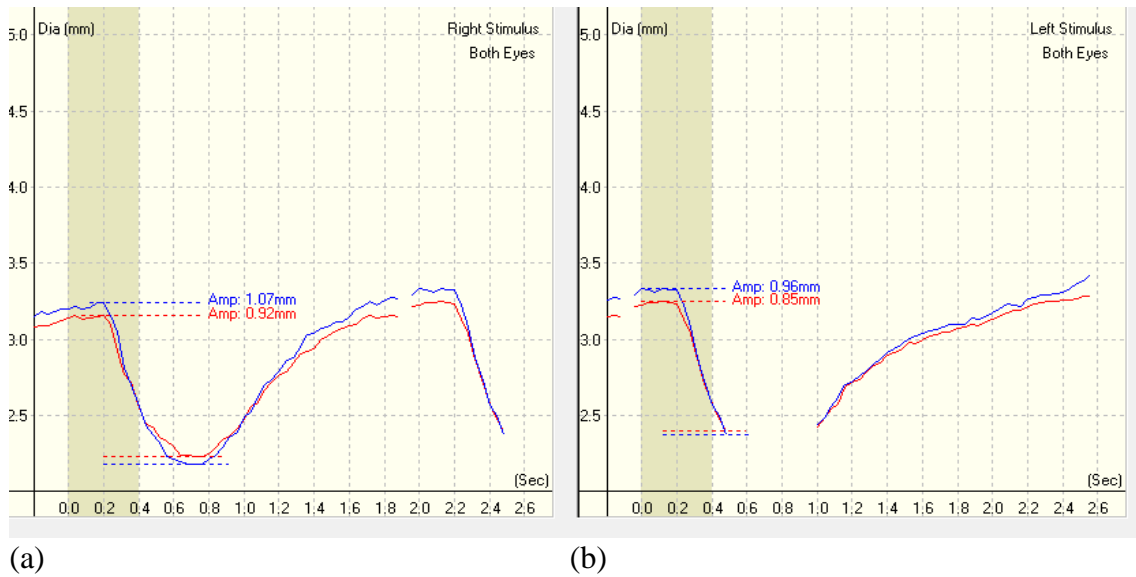 Dia (mm)
Right Stimulus
Both Eyes
5.0
4.5
4.0
3.5
3.0
2.5
Amp: 1.07mm
Amp: 0.92mm
(Sec)
0;0 0;2 0;4 0;6 0;8 1;0 1;2 1;4 1;6 1;8 2;0 2;2 2;4 2;6
(a)
Dia (mm)
Left Stimulus
Both Eyes
5.0
4.5
4.0
3.5
3.0
2.5
Amp: 0.96mm
Amp: 0.85mm
(Sec)
0;0 0;2 0;4 0;6 0;8 1;0 1;2 1;4 1;6 1;8 2;0 2;2 2;4 2;6
(b)